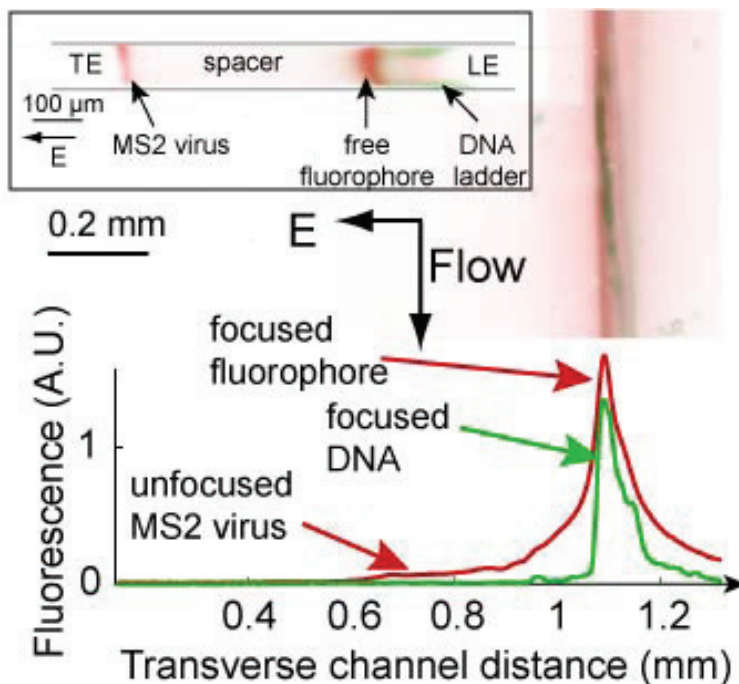 TE
spacer
LE
100 µm
E
MS2 virus
free
fluorophore
DNA
ladder
0.2 mm
E
Flow
focused
fluorophore
focused
DNA
unfocused
MS2 virus
Fluorescence (A.U.)
1
0
0.4 0.6 0.8 1 1.2
Transverse channel distance (mm)